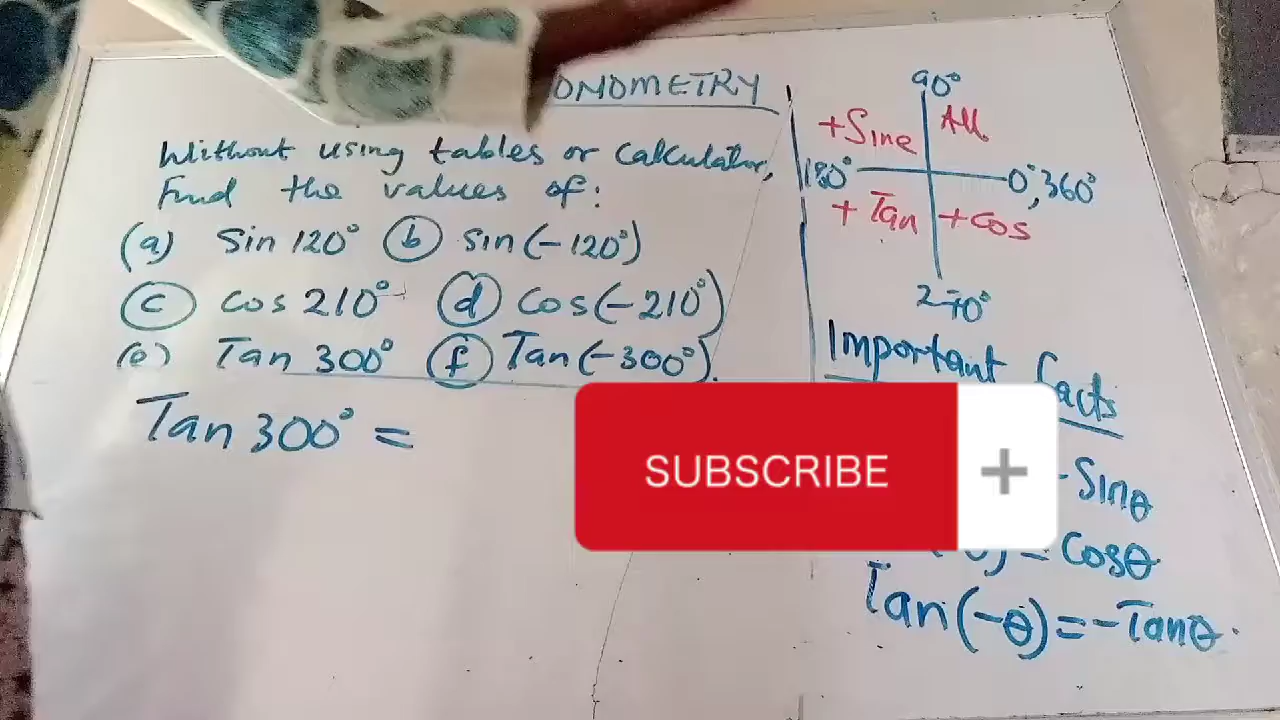 ONOMETRY
Without using tables or Calculator,
Find the values of:
(a) Sin 120° (b) Sin(-120°)
(c) Cos 210° (d) Cos(-210°)
(e) Tan 300° (f) Tan(-300°).
Tan 300° =
90°
+Sine All
180° 0°,360°
+ Tan +Cos
270°
Important facts
-Sinθ
) = Cosθ
Tan(-θ)=-Tanθ.
SUBSCRIBE +